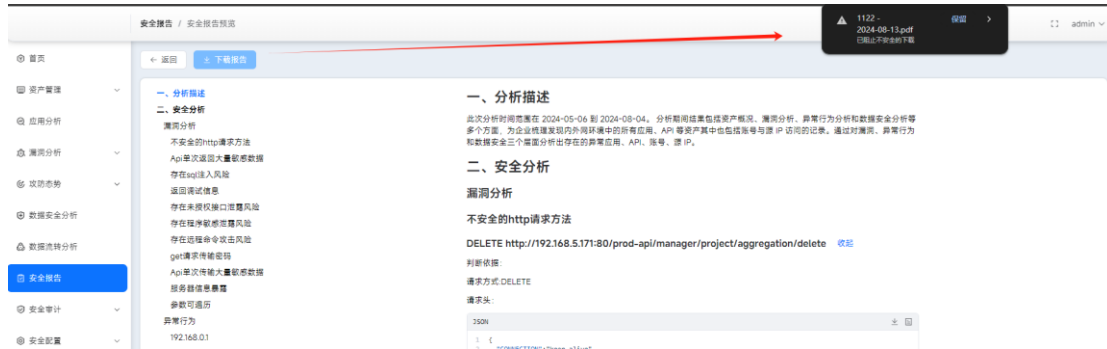 安全报告 / 安全报告预览
1122 -
2024-08-13.pdf
已阻止不安全的下载
保留
admin
首页
资产管理
应用分析
漏洞分析
攻防态势
数据安全分析
数据流转分析
安全报告
安全审计
安全配置
← 返回
下载报告
一、分析描述
二、安全分析
漏洞分析
不安全的http请求方法
Api单次返回大量敏感数据
存在sql注入风险
返回调试信息
存在未授权接口泄露风险
存在程序敏感泄露风险
存在远程命令攻击风险
get请求传输密码
Api单次传输大量敏感数据
服务器信息暴露
参数可遍历
异常行为
192.168.0.1
一、分析描述
此次分析时间范围在 2024-05-06 到 2024-08-04。 分析期间结果包括资产概况、漏洞分析、异常行为分析和数据安全分析等
多个方面，为企业梳理发现内外网环境中的所有应用、API 等资产其中也包括账号与源 IP 访问的记录。通过对漏洞、异常行为
和数据安全三个层面分析出存在的异常应用、API、账号、源 IP。
二、安全分析
漏洞分析
不安全的http请求方法
DELETE http://192.168.5.171:80/prod-api/manager/project/aggregation/delete 收起
判断依据:
请求方式:DELETE
请求头:
JSON
1 {